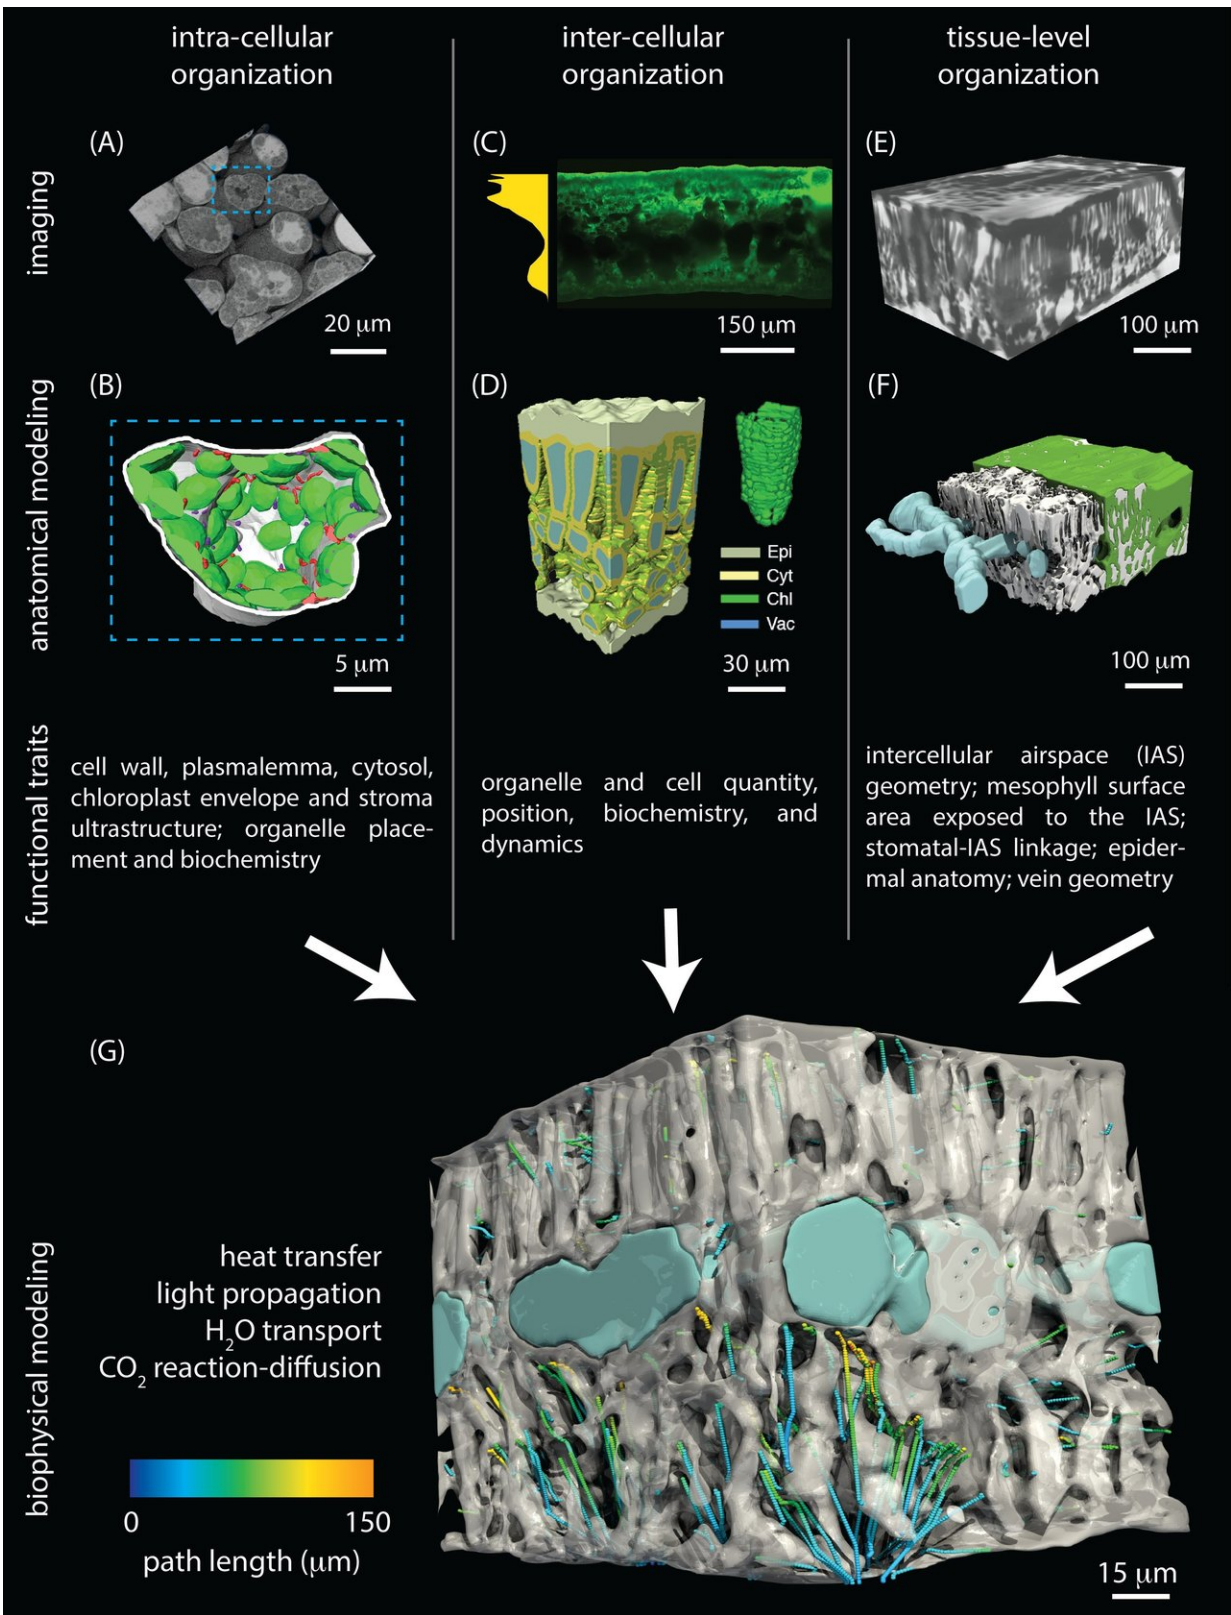 intra-cellular
organization
inter-cellular
organization
tissue-level
organization
imaging
(A)
20 μm
(C)
150 μm
(E)
100 μm
anatomical modeling
(B)
5 μm
(D)
Epi
Cyt
Chl
Vac
30 μm
(F)
100 μm
functional traits
cell wall, plasmalemma, cytosol,
chloroplast envelope and stroma
ultrastructure; organelle place-
ment and biochemistry
organelle and cell quantity,
position, biochemistry, and
dynamics
intercellular airspace (IAS)
geometry; mesophyll surface
area exposed to the IAS;
stomatal-IAS linkage; epider-
mal anatomy; vein geometry
(G)
biophysical modeling
heat transfer
light propagation
H₂O transport
CO₂ reaction-diffusion
0 150
path length (μm)
15 μm